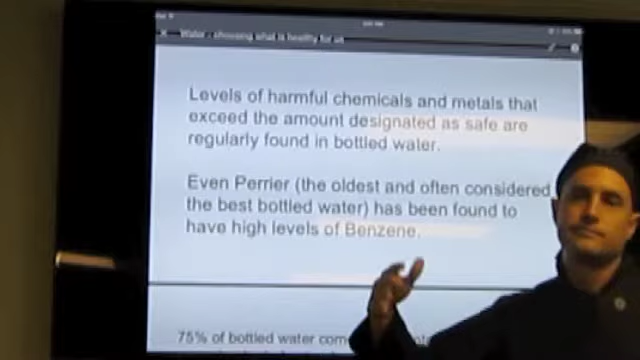 Water - choosing what is healthy for us
Levels of harmful chemicals and metals that
exceed the amount designated as safe are
regularly found in bottled water.
Even Perrier (the oldest and often considered
the best bottled water) has been found to
have high levels of Benzene.
75% of bottled water